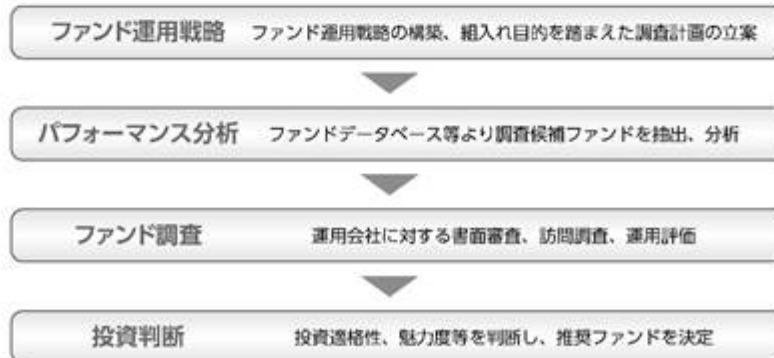 ファンド運用戦略 ファンド運用戦略の構築、組入れ目的を踏まえた調査計画の立案
パフォーマンス分析 ファンドデータベース等より調査候補ファンドを抽出、分析
ファンド調査 運用会社に対する書面審査、訪問調査、運用評価
投資判断 投資適格性、魅力度等を判断し、推奨ファンドを決定